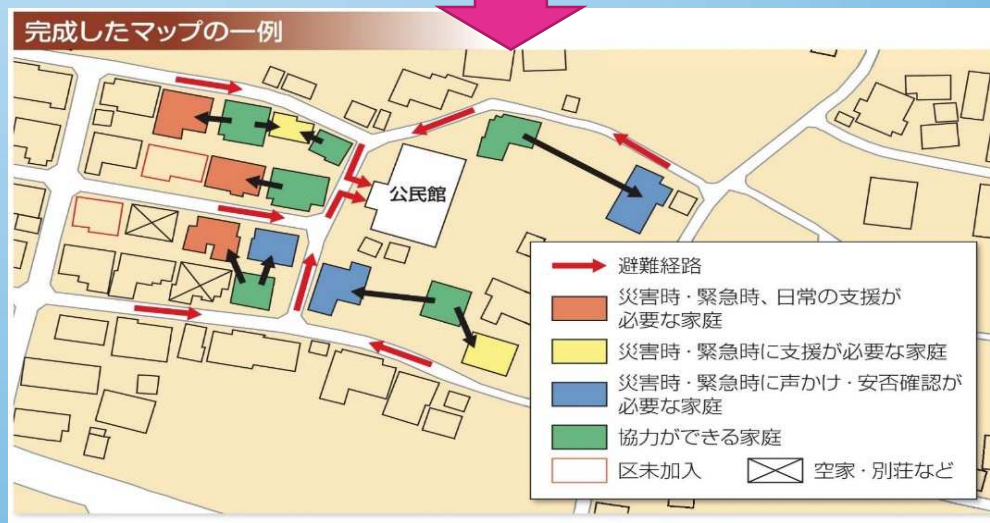 完成したマップの一例
公民館
避難経路
災害時・緊急時、日常の支援が
必要な家庭
災害時・緊急時に支援が必要な家庭
災害時・緊急時に声かけ・安否確認が
必要な家庭
協力ができる家庭
区未加入 空家・別荘など